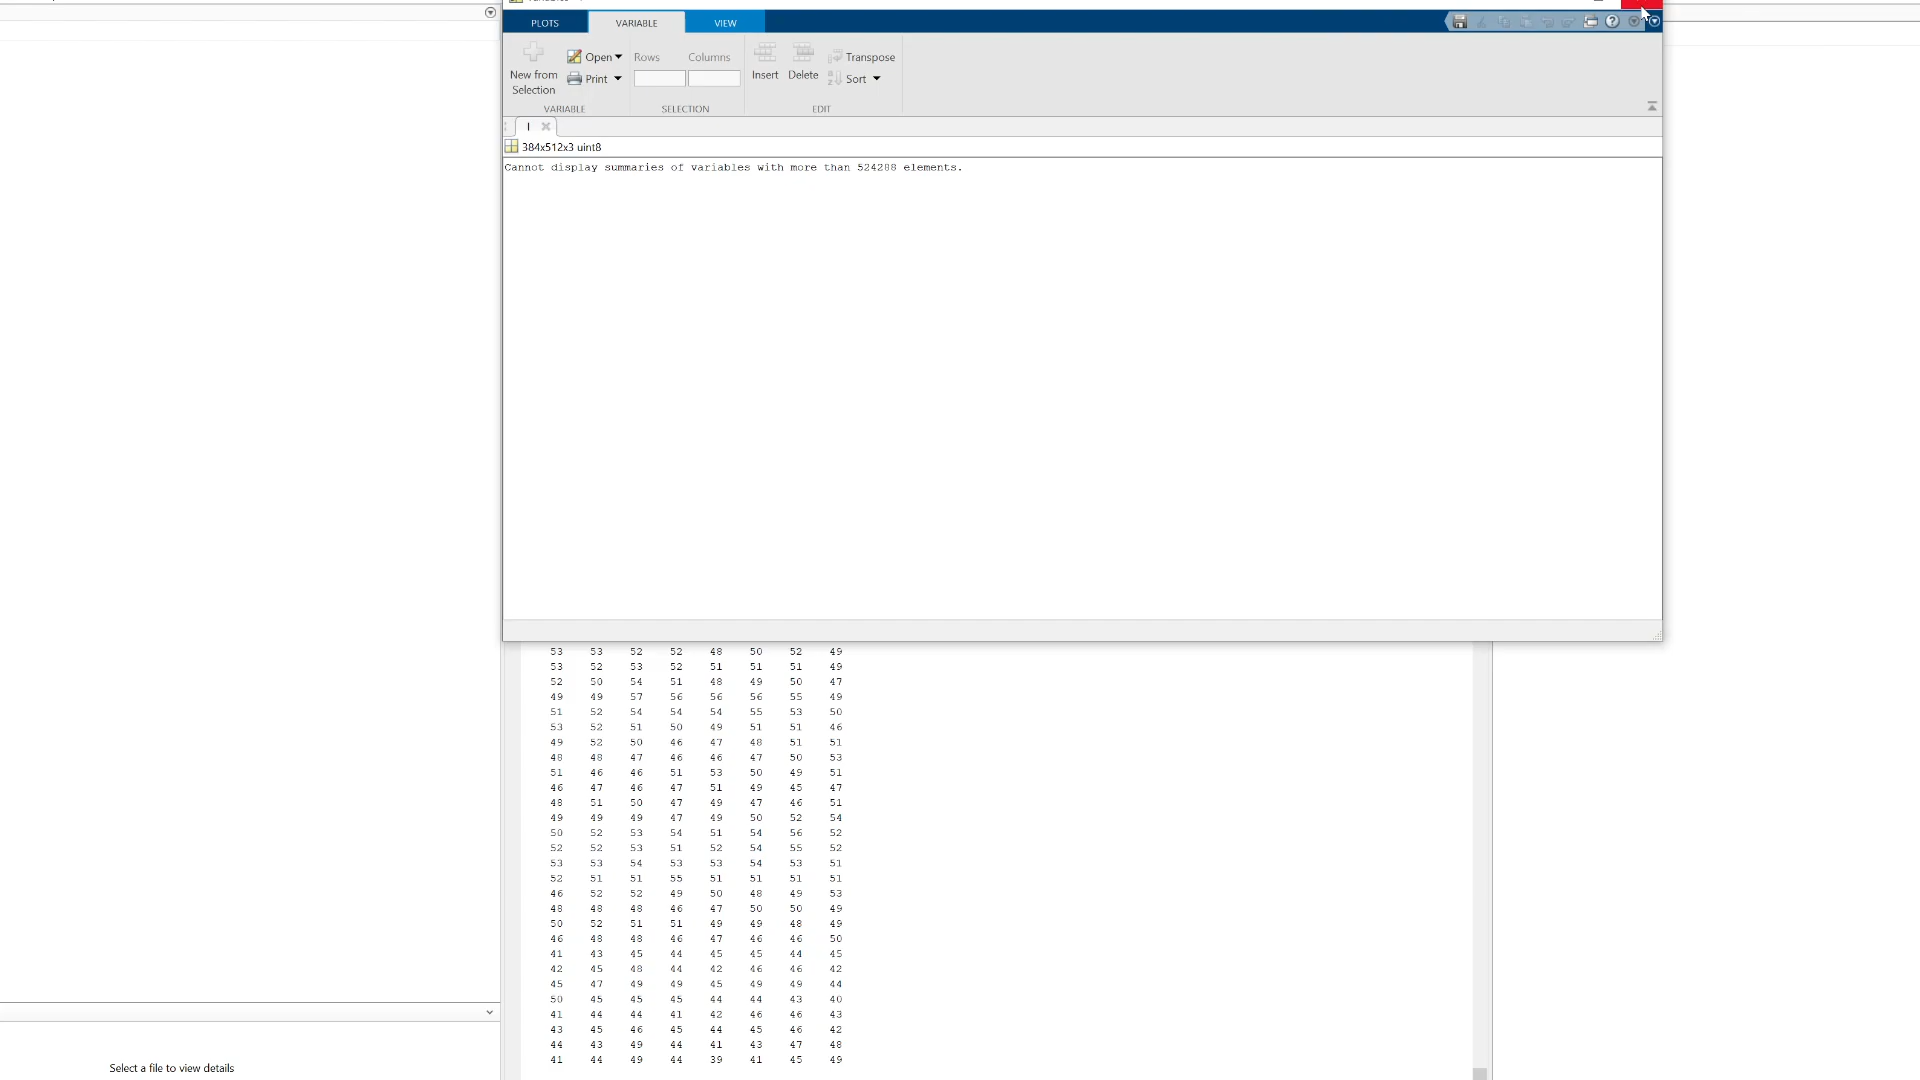 PLOTS VARIABLE VIEW
New from Selection
Open
Print
Rows Columns
Insert
Delete
Transpose
Sort
VARIABLE SELECTION EDIT
I
384x512x3 uint8
Cannot display summaries of variables with more than 524288 elements.
53 53 52 52 48 50 52 49
53 52 53 52 51 51 51 49
52 50 54 51 48 49 50 47
49 49 57 56 56 56 55 49
51 52 54 54 54 55 53 50
53 52 51 50 49 51 51 46
49 52 50 46 47 48 51 51
48 48 47 46 46 47 50 53
51 46 46 51 53 50 49 51
46 47 46 47 51 49 45 47
48 51 50 47 49 47 46 51
49 49 49 47 49 50 52 54
50 52 53 54 51 54 56 52
52 52 53 51 52 54 55 52
53 53 54 53 53 54 53 51
52 51 51 55 51 51 51 51
46 52 52 49 50 48 49 53
48 48 48 46 47 50 50 49
50 52 51 51 49 49 48 49
46 48 48 46 47 46 46 50
41 43 45 44 45 45 44 45
42 45 48 44 42 46 46 42
45 47 49 49 45 49 49 44
50 45 45 45 44 44 43 40
41 44 44 41 42 46 46 43
43 45 46 45 44 45 46 42
44 43 49 44 41 43 47 48
41 44 49 44 39 41 45 49
Select a file to view details